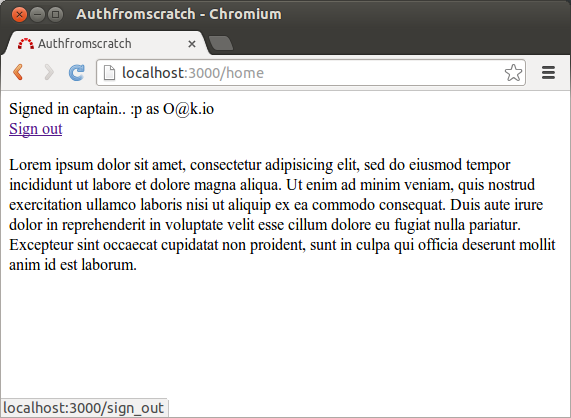 Authfromscratch - Chromium
Authfromscratch
localhost:3000/home
Signed in captain.. :p as O@k.io
Sign out
Lorem ipsum dolor sit amet, consectetur adipisicing elit, sed do eiusmod tempor
incididunt ut labore et dolore magna aliqua. Ut enim ad minim veniam, quis nostrud
exercitation ullamco laboris nisi ut aliquip ex ea commodo consequat. Duis aute irure
dolor in reprehenderit in voluptate velit esse cillum dolore eu fugiat nulla pariatur.
Excepteur sint occaecat cupidatat non proident, sunt in culpa qui officia deserunt mollit
anim id est laborum.
localhost:3000/sign_out